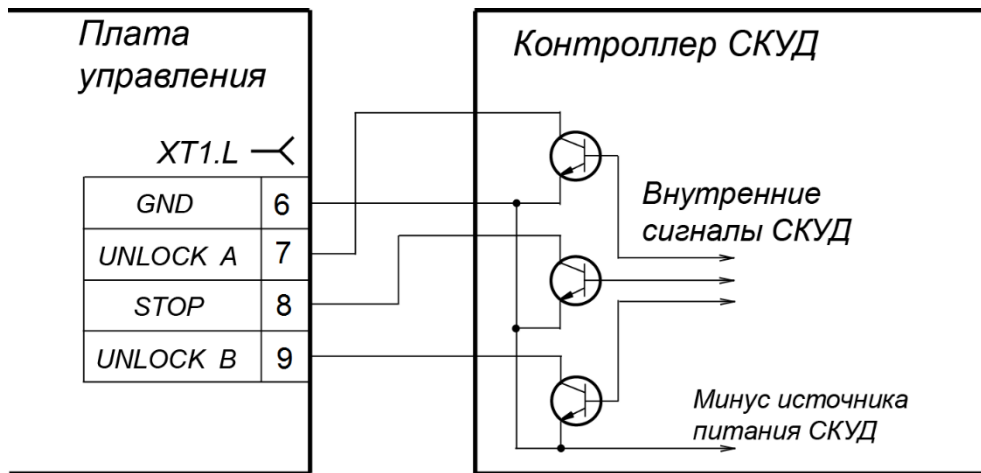 Плата
управления
XT1.L
GND 6
UNLOCK A 7
STOP 8
UNLOCK B 9
Контроллер СКУД
Внутренние
сигналы СКУД
Минус источника
питания СКУД